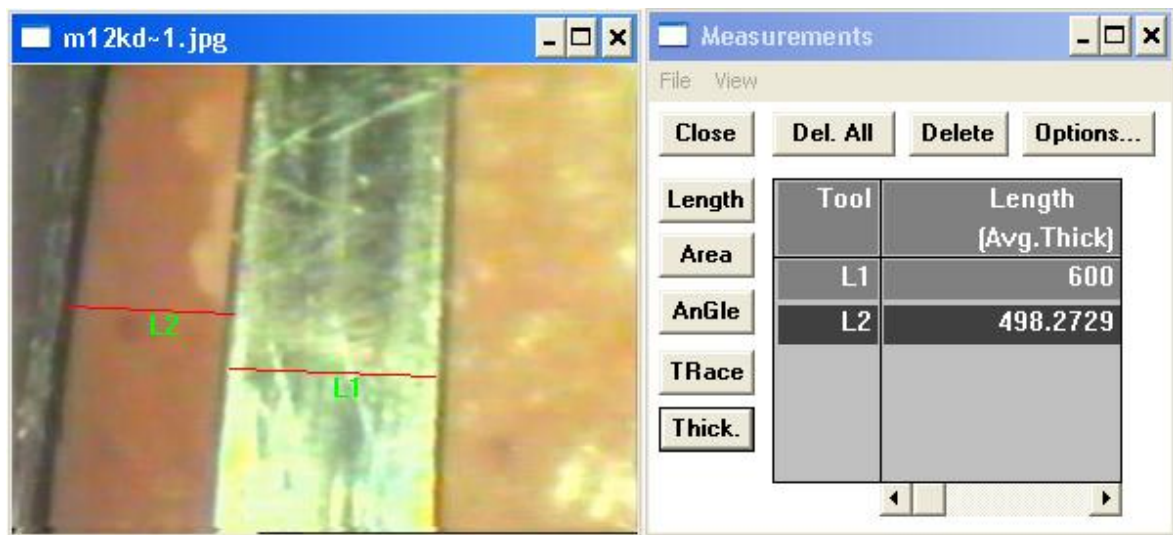 m12kd~1.jpg
L2
L1
Measurements
File View
Close Del. All Delete Options...
Length
Area
AnGle
TRace
Thick.
Tool Length
(Avg.Thick)
L1 600
L2 498.2729